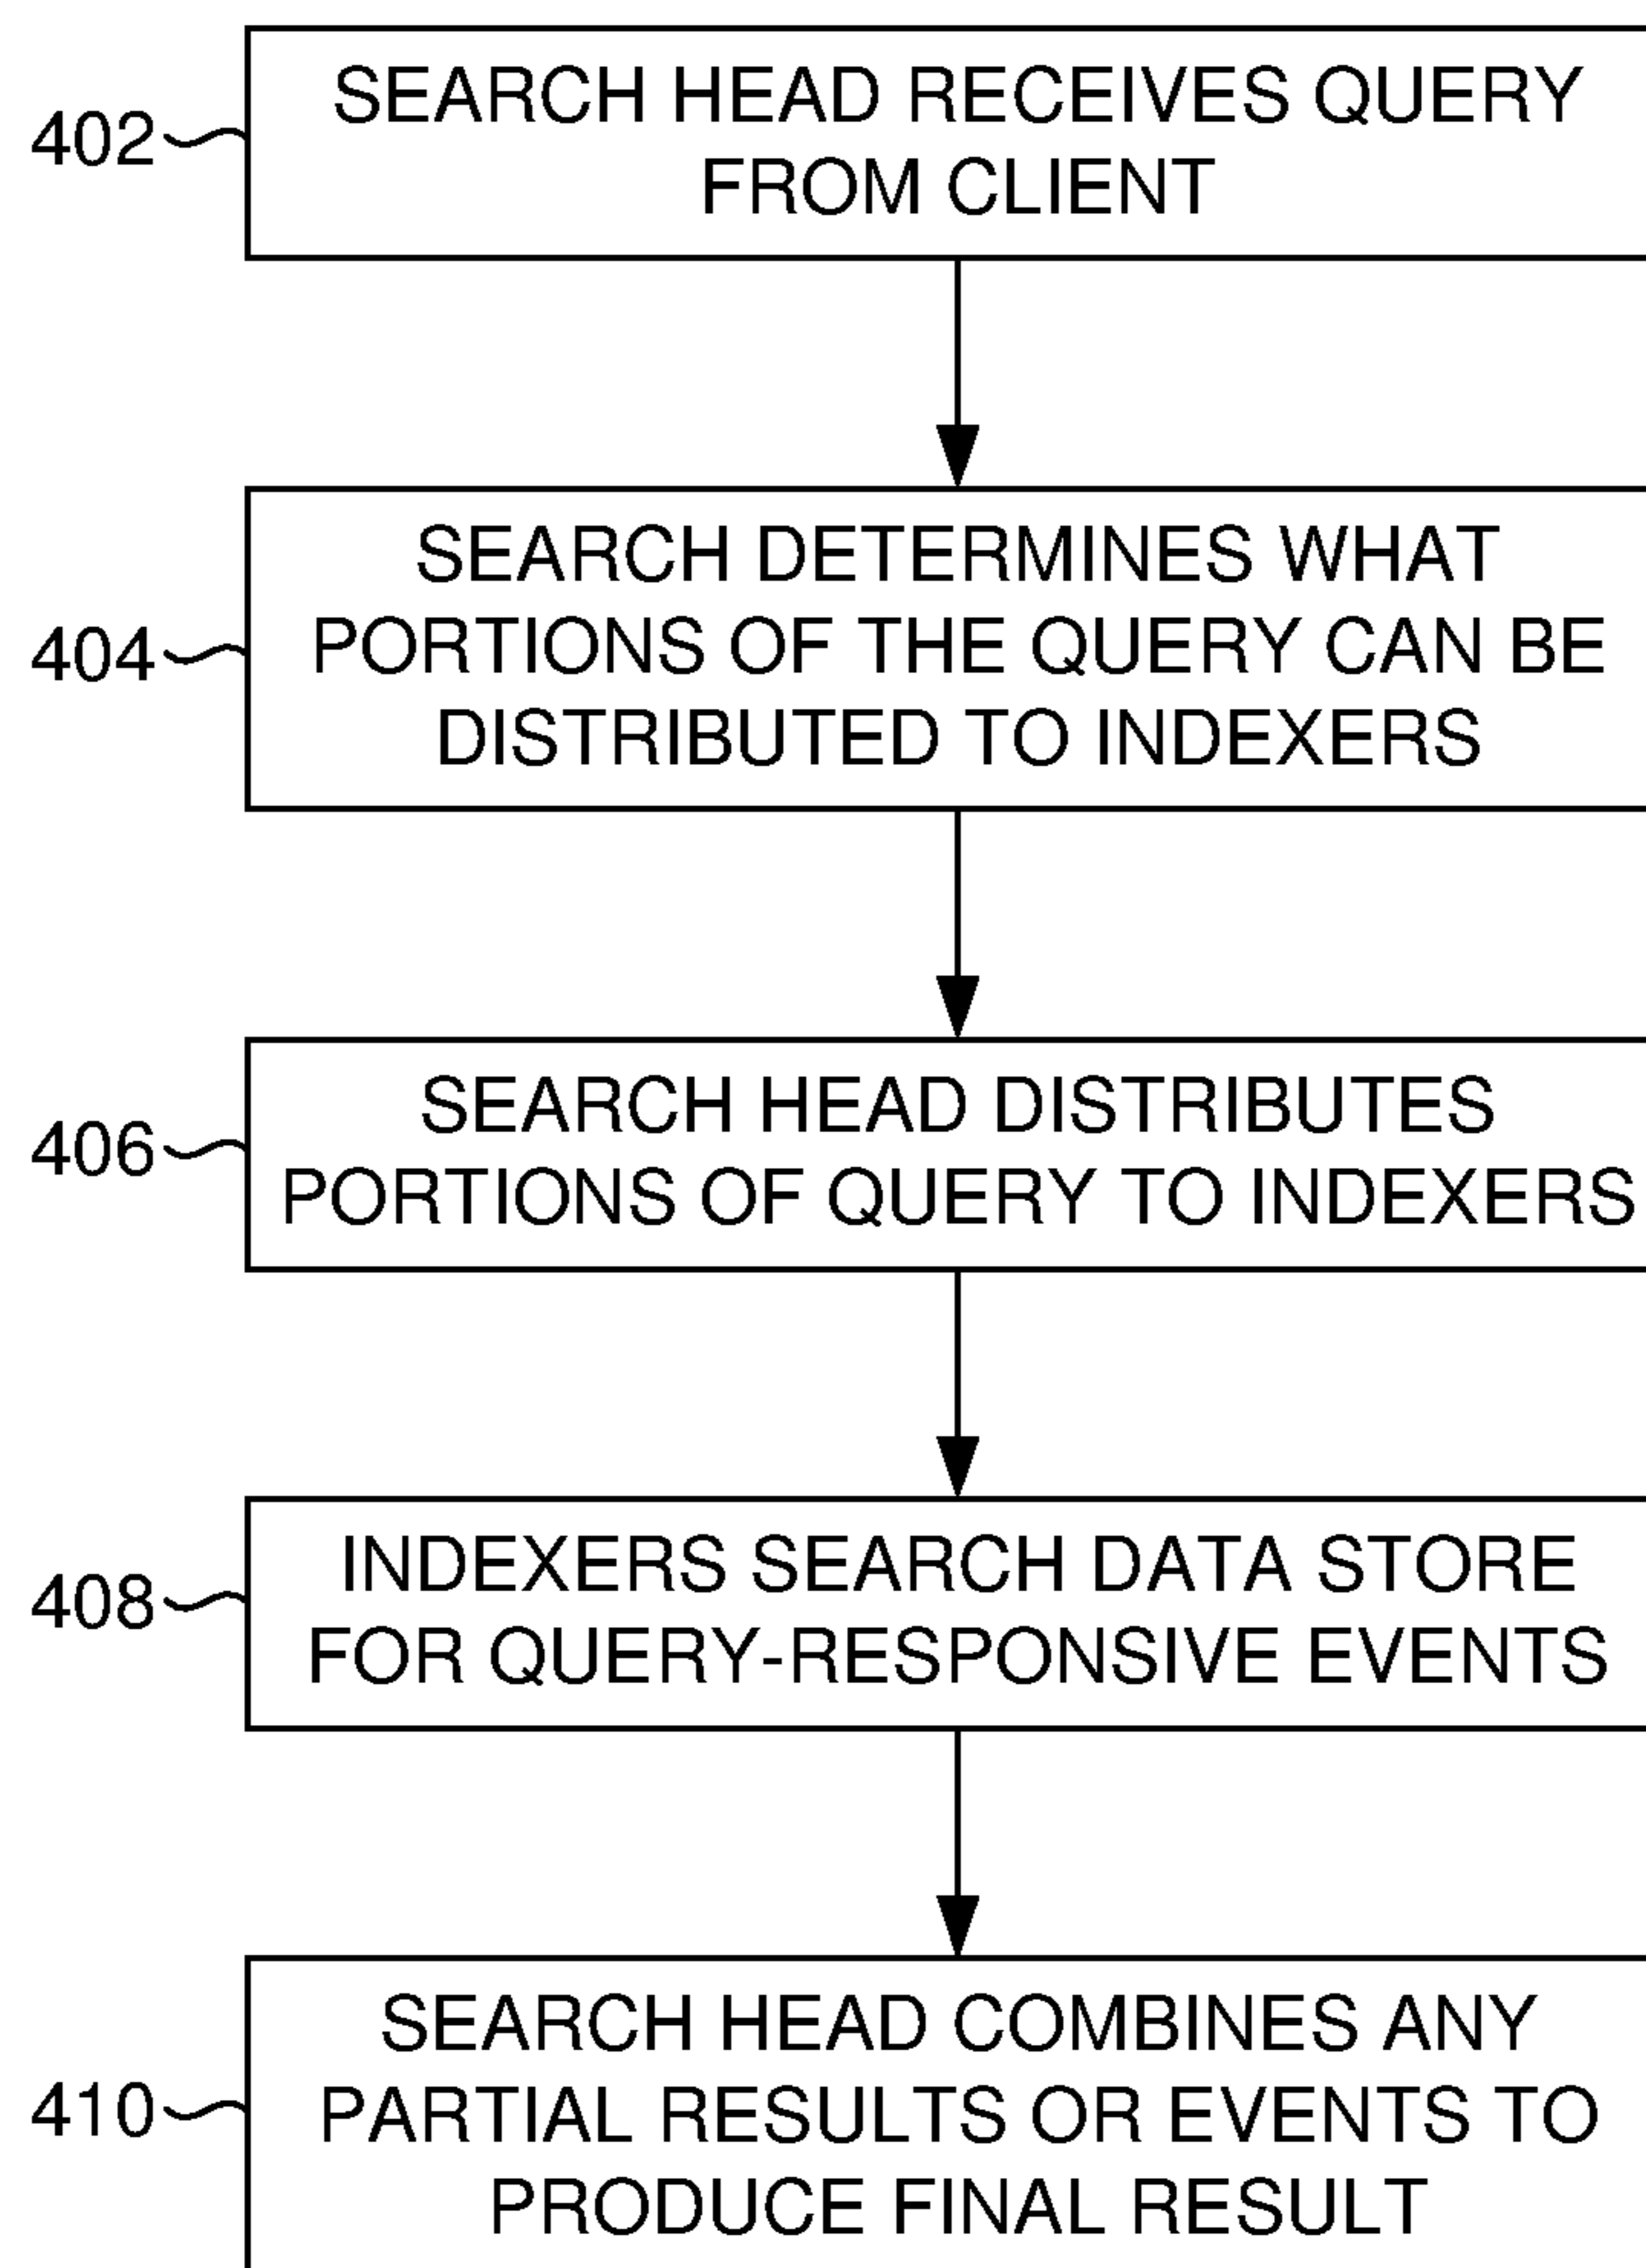 402
SEARCH HEAD RECEIVES QUERY
FROM CLIENT
404
SEARCH DETERMINES WHAT
PORTIONS OF THE QUERY CAN BE
DISTRIBUTED TO INDEXERS
406
SEARCH HEAD DISTRIBUTES
PORTIONS OF QUERY TO INDEXERS
408
INDEXERS SEARCH DATA STORE
FOR QUERY-RESPONSIVE EVENTS
410
SEARCH HEAD COMBINES ANY
PARTIAL RESULTS OR EVENTS TO
PRODUCE FINAL RESULT